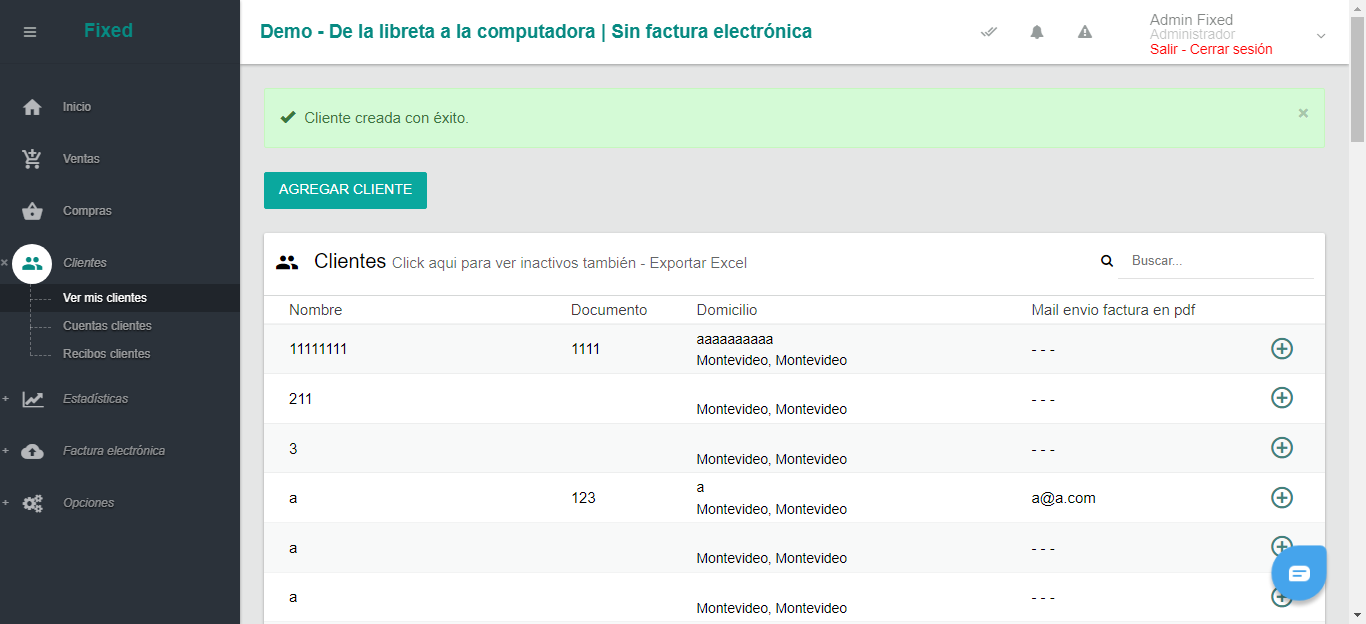 Fixed
Demo - De la libreta a la computadora | Sin factura electrónica
Admin Fixed
Administrador
Salir - Cerrar sesión
Inicio
Ventas
Compras
Clientes
Ver mis clientes
Cuentas clientes
Recibos clientes
Estadísticas
Factura electrónica
Opciones
Cliente creada con éxito.
AGREGAR CLIENTE
Clientes Click aqui para ver inactivos también - Exportar Excel
Buscar...
Nombre Documento Domicilio Mail envio factura en pdf
11111111 1111 aaaaaaaaaa
Montevideo, Montevideo - - -
211 Montevideo, Montevideo - - -
3 Montevideo, Montevideo - - -
a 123 a
Montevideo, Montevideo a@a.com
a Montevideo, Montevideo - - -
a Montevideo, Montevideo - - -